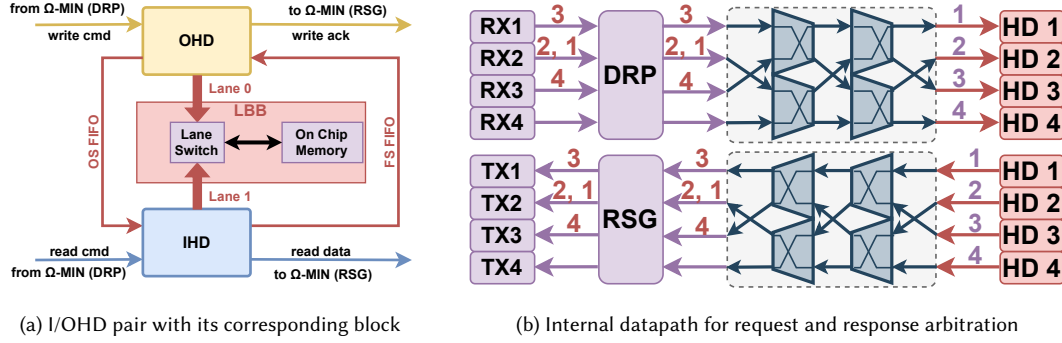 from Ω-MIN (DRP)
to Ω-MIN (RSG)
write cmd
OHD
write ack
Lane 0
LBB
OS FIFO
Lane Switch
On Chip Memory
FS FIFO
Lane 1
read cmd
IHD
read data
from Ω-MIN (DRP)
to Ω-MIN (RSG)
(a) I/OHD pair with its corresponding block
RX1 3 3 1 HD 1
RX2 2, 1 DRP 2, 1 2 HD 2
RX3 4 4 3 HD 3
RX4 4 HD 4
TX1 3 3 1 HD 1
TX2 2, 1 RSG 2, 1 2 HD 2
TX3 4 4 3 HD 3
TX4 4 HD 4
(b) Internal datapath for request and response arbitration